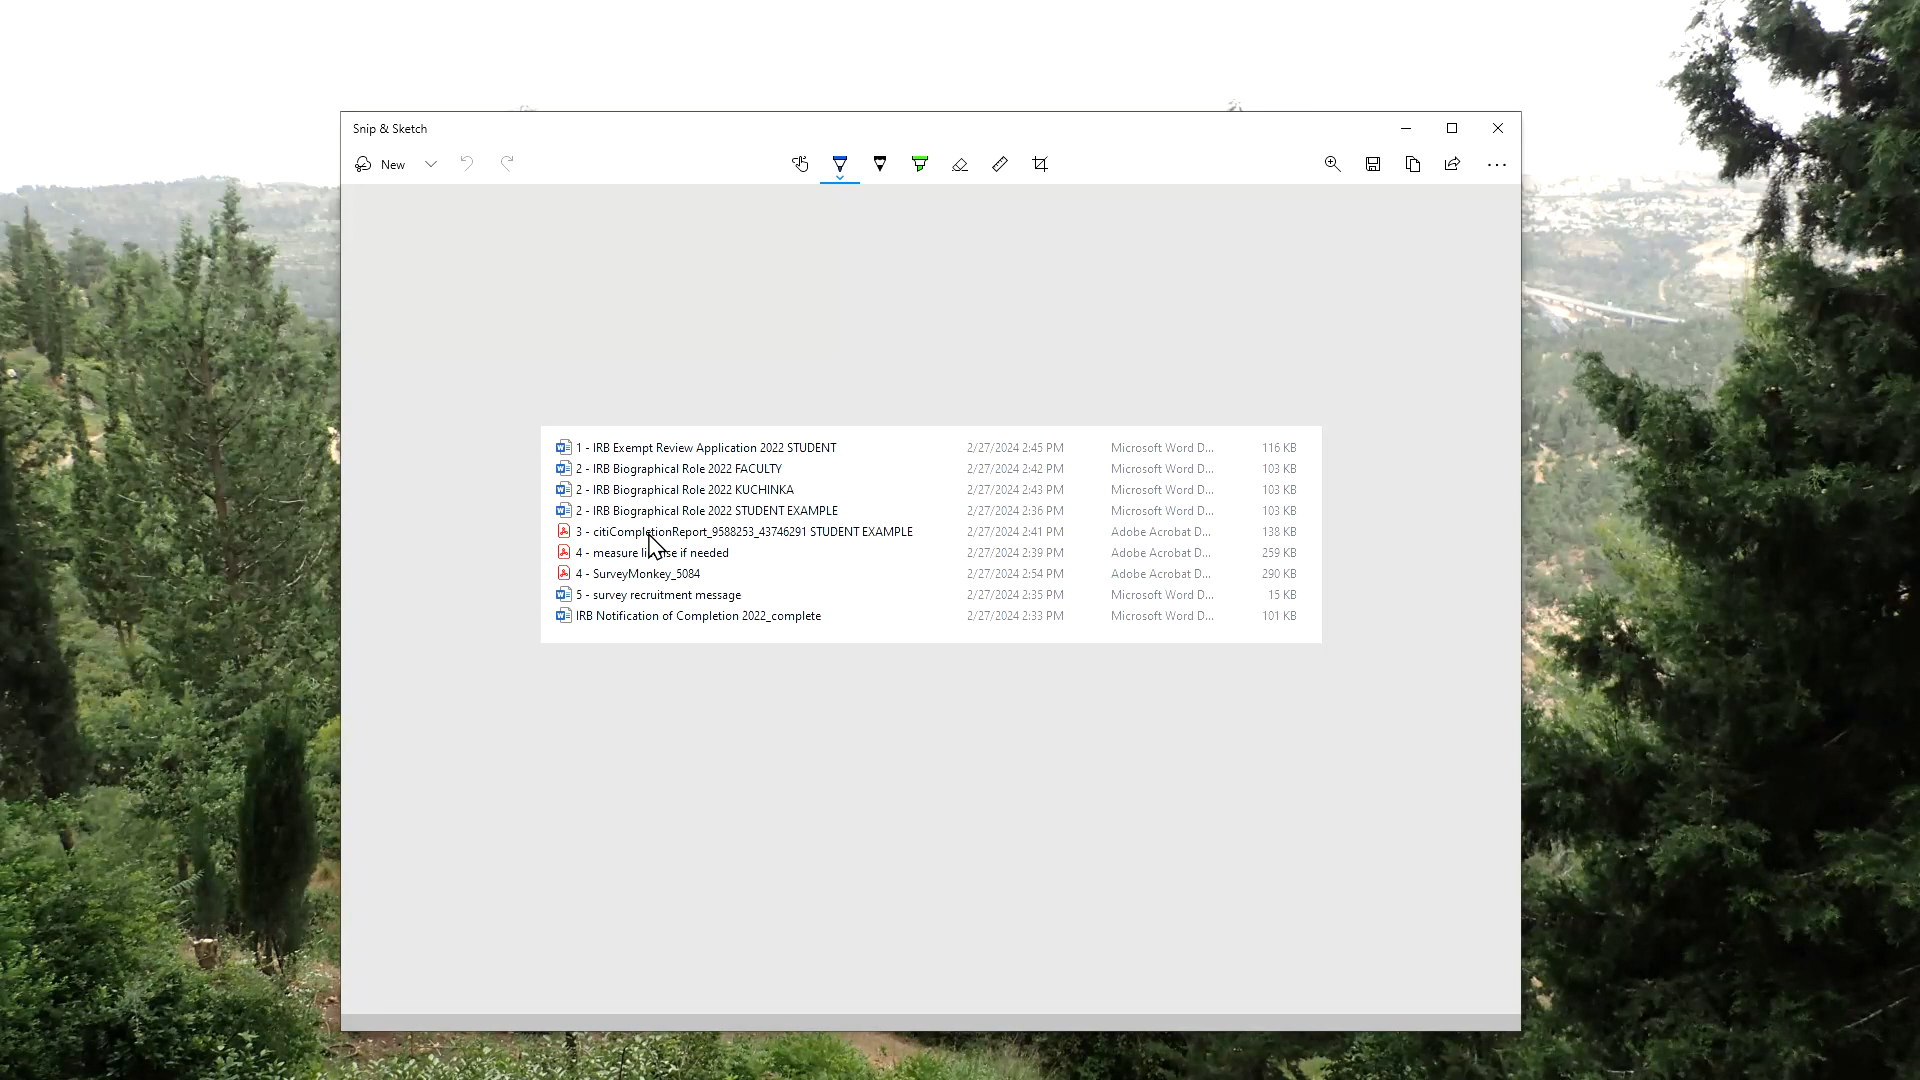 Snip & Sketch
New
1 - IRB Exempt Review Application 2022 STUDENT 2/27/2024 2:45 PM Microsoft Word D... 116 KB
2 - IRB Biographical Role 2022 FACULTY 2/27/2024 2:42 PM Microsoft Word D... 103 KB
2 - IRB Biographical Role 2022 KUCHINKA 2/27/2024 2:43 PM Microsoft Word D... 103 KB
2 - IRB Biographical Role 2022 STUDENT EXAMPLE 2/27/2024 2:36 PM Microsoft Word D... 103 KB
3 - citiCompletionReport_9588253_43746291 STUDENT EXAMPLE 2/27/2024 2:41 PM Adobe Acrobat D... 138 KB
4 - measure if needed 2/27/2024 2:39 PM Adobe Acrobat D... 259 KB
4 - SurveyMonkey_5084 2/27/2024 2:54 PM Adobe Acrobat D... 290 KB
5 - survey recruitment message 2/27/2024 2:35 PM Microsoft Word D... 15 KB
IRB Notification of Completion 2022_complete 2/27/2024 2:33 PM Microsoft Word D... 101 KB